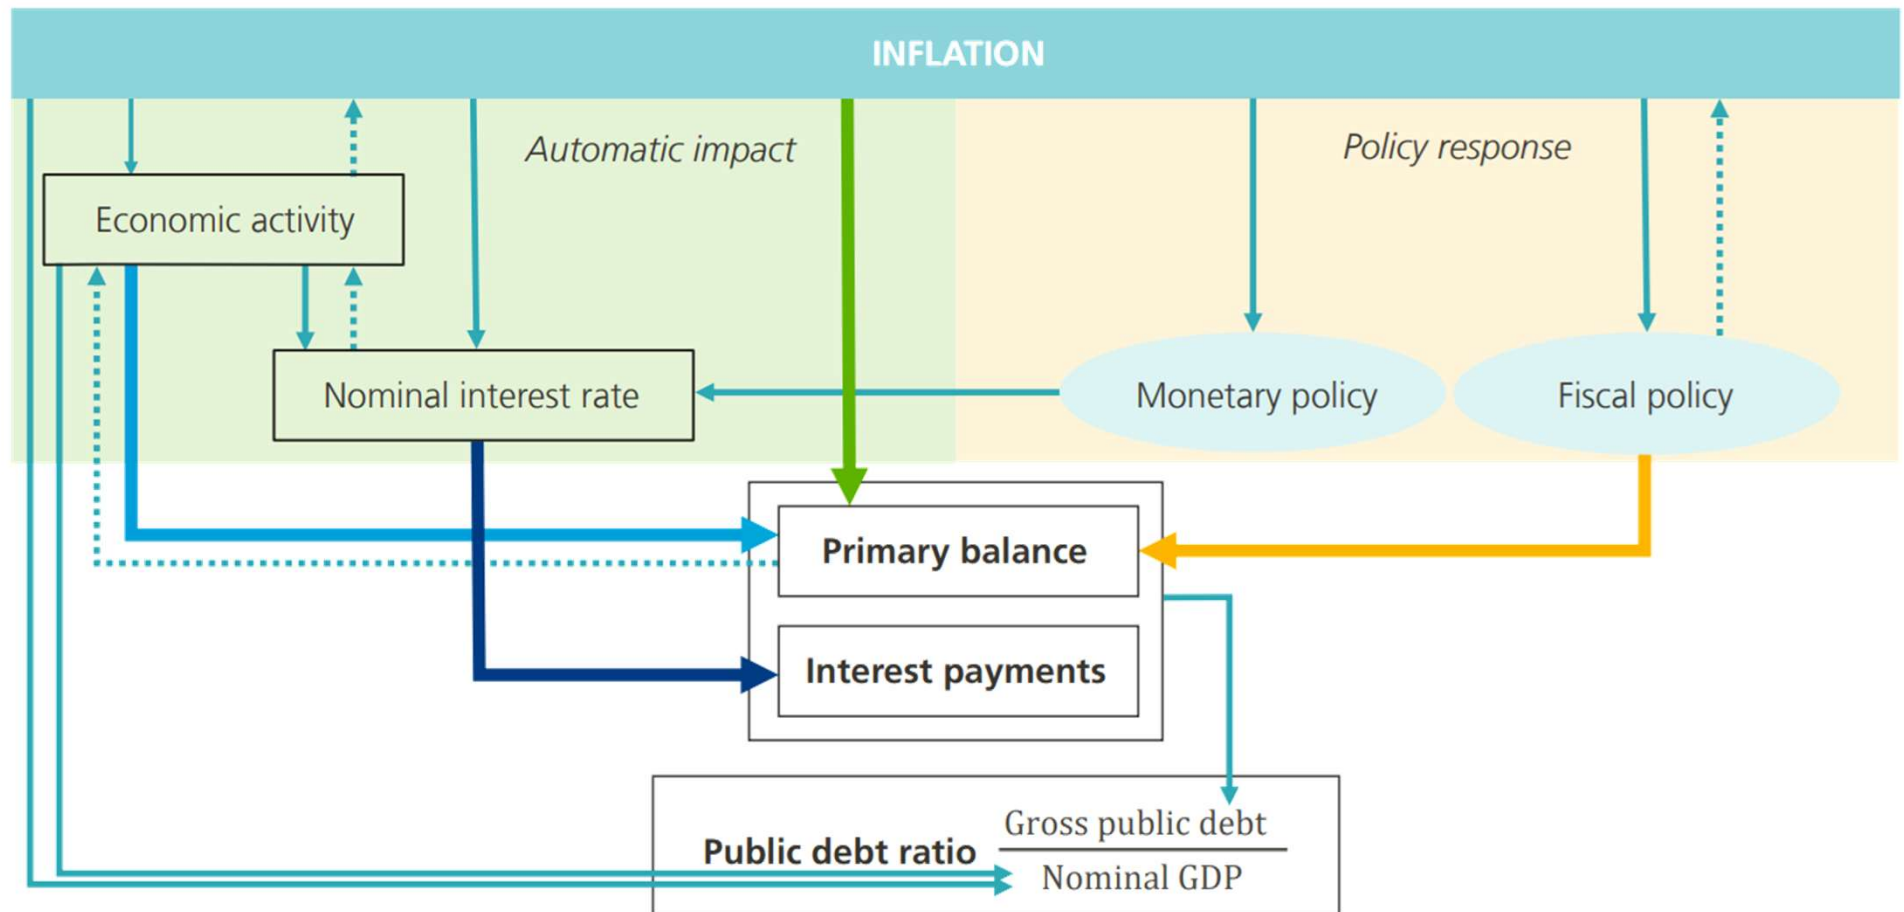 INFLATION
Automatic impact
Policy response
Economic activity
Nominal interest rate
Monetary policy
Fiscal policy
Primary balance
Interest payments
Public debt ratio
Gross public debt
Nominal GDP